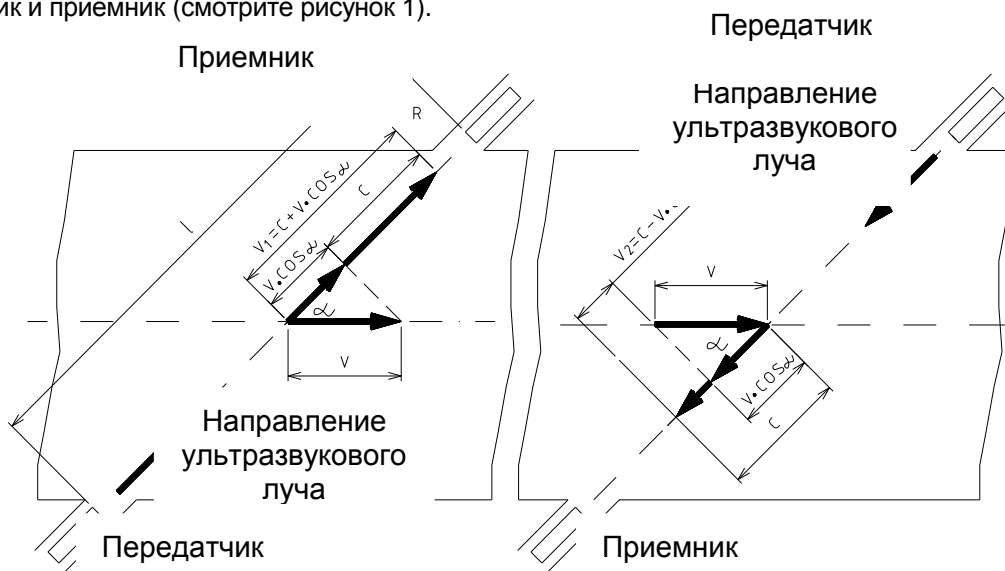 ик и приемник (смотрите рисунок 1).
Приемник
Передатчик
Направление
ультразвукового
луча
R
l
V₁=C+V•COSα
C
V•COSα
α
V
Направление
ультразвукового
луча
Передатчик
V₂=C-V•
V
α
V•COSα
C
Приемник